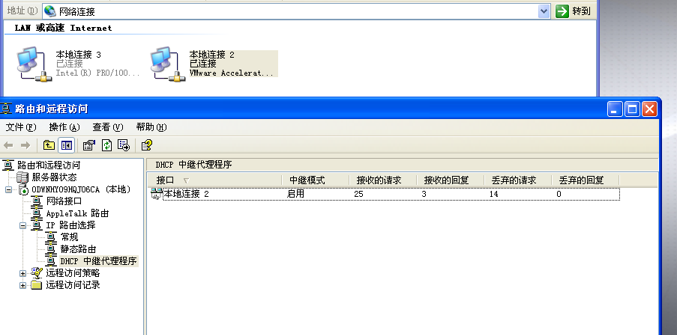 地址(D) 网络连接 转到
LAN 或高速 Internet
本地连接 3
已连接
Intel(R) PRO/100...
本地连接 2
已连接
VMware Accelerat...
路由和远程访问
文件(F) 操作(A) 查看(V) 帮助(H)
路由和远程访问
服务器状态
(本地)
网络接口
AppleTalk 路由
IP 路由选择
常规
静态路由
DHCP 中继代理程序
远程访问策略
远程访问记录
DHCP 中继代理程序
接口 中继模式 接收的请求 接收的回复 丢弃的请求 丢弃的回复
本地连接 2 启用 25 3 14 0